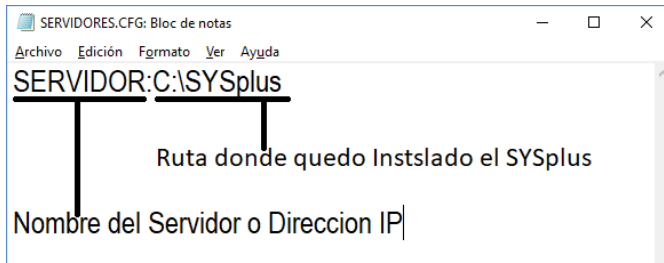 SERVIDORES.CFG: Bloc de notas
Archivo Edición Formato Ver Ayuda
SERVIDOR:C:\SYSplus
Ruta donde quedo Instslado el SYSplus
Nombre del Servidor o Direccion IP